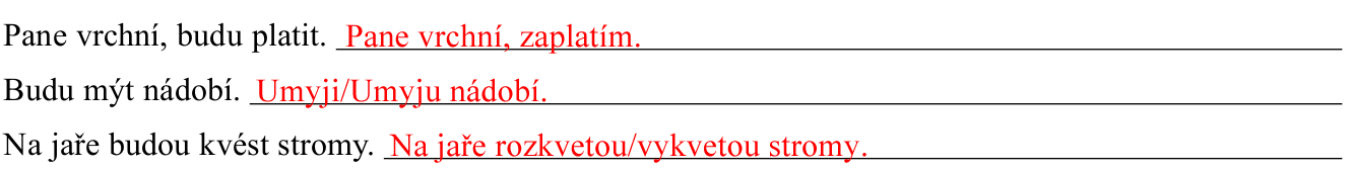 Pane vrchní, budu platit. Pane vrchní, zaplatím.
Budu mýt nádobí. Umyji/Umyju nádobí.
Na jaře budou kvést stromy. Na jaře rozkvetou/vykvetou stromy.